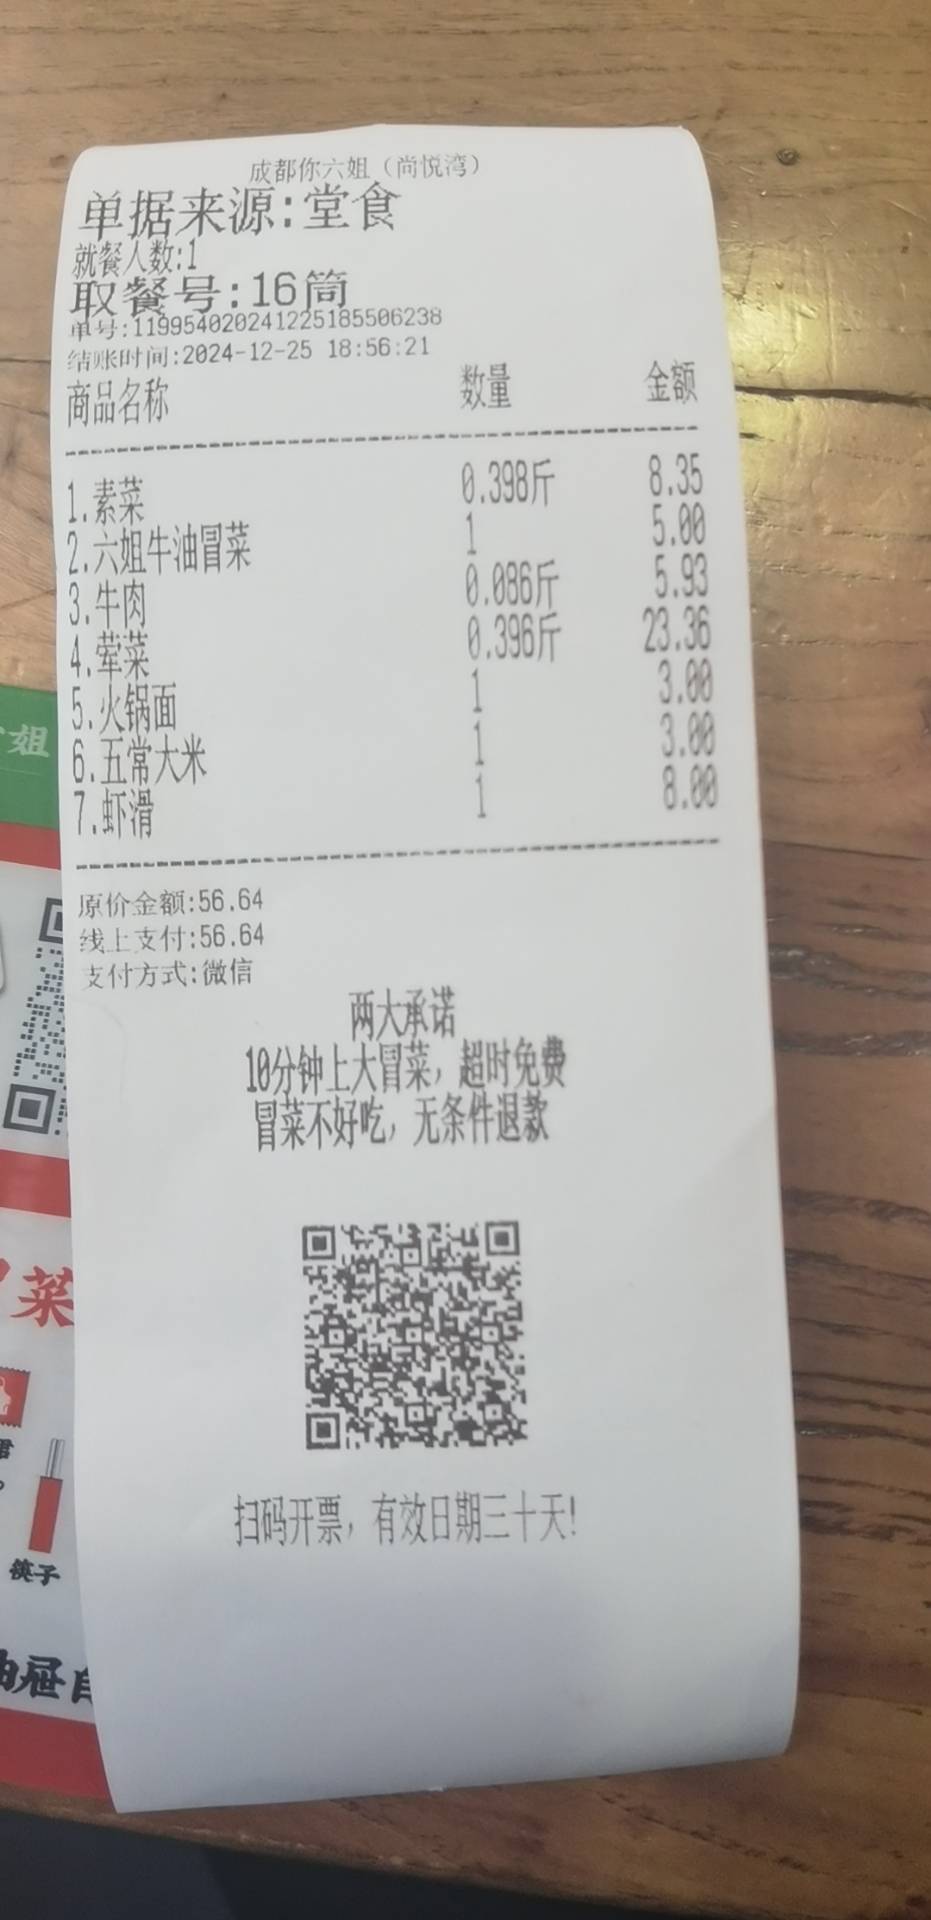 成都你六姐（尚悦湾）
单据来源:堂食
就餐人数:1
取餐号:16筒
单号:119954020241225185506238
结账时间:2024-12-25 18:56:21
商品名称 数量 金额
1.素菜 0.398斤 8.35
2.六姐牛油冒菜 1 5.00
3.牛肉 0.086斤 5.93
4.荤菜 0.396斤 23.36
5.火锅面 1 3.00
6.五常大米 1 3.00
7.虾滑 1 8.00
原价金额:56.64
线上支付:56.64
支付方式:微信
两大承诺
10分钟上大冒菜，超时免费
冒菜不好吃，无条件退款
扫码开票，有效日期三十天!
姐
菜
筷子